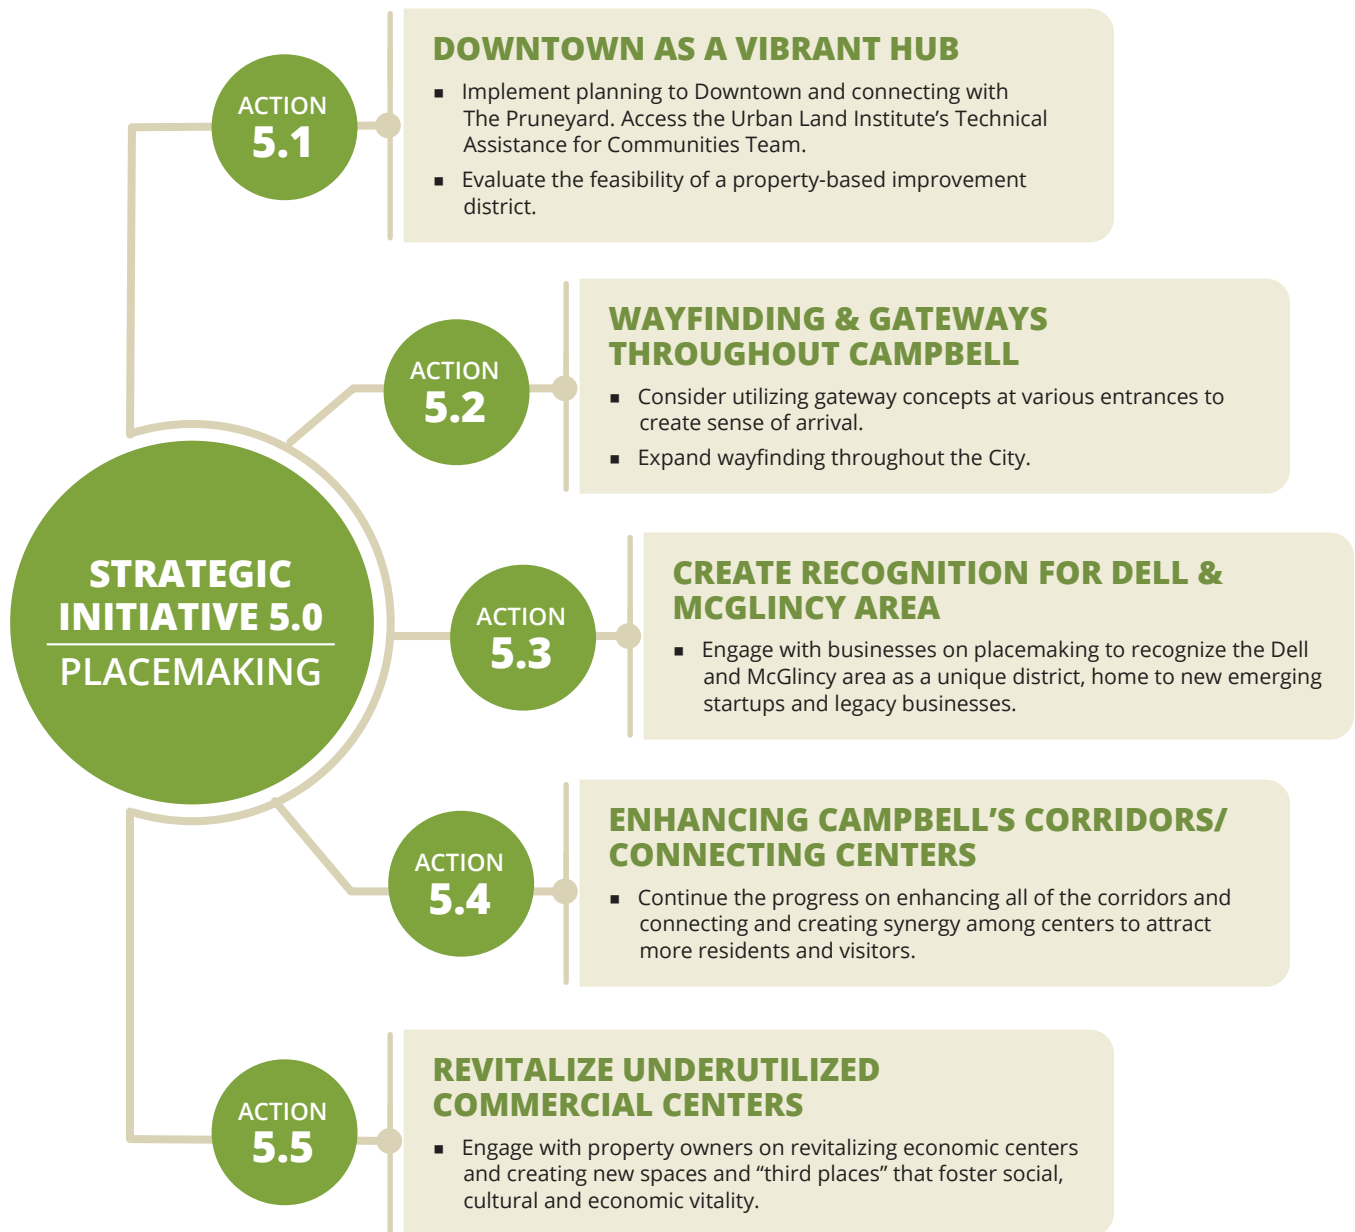 STRATEGIC
INITIATIVE 5.0
PLACEMAKING
ACTION
5.1
DOWNTOWN AS A VIBRANT HUB
▪ Implement planning to Downtown and connecting with
The Pruneyard. Access the Urban Land Institute’s Technical
Assistance for Communities Team.
▪ Evaluate the feasibility of a property-based improvement
district.
ACTION
5.2
WAYFINDING & GATEWAYS
THROUGHOUT CAMPBELL
▪ Consider utilizing gateway concepts at various entrances to
create sense of arrival.
▪ Expand wayfinding throughout the City.
ACTION
5.3
CREATE RECOGNITION FOR DELL &
MCGLINCY AREA
▪ Engage with businesses on placemaking to recognize the Dell
and McGlincy area as a unique district, home to new emerging
startups and legacy businesses.
ACTION
5.4
ENHANCING CAMPBELL’S CORRIDORS/
CONNECTING CENTERS
▪ Continue the progress on enhancing all of the corridors and
connecting and creating synergy among centers to attract
more residents and visitors.
ACTION
5.5
REVITALIZE UNDERUTILIZED
COMMERCIAL CENTERS
▪ Engage with property owners on revitalizing economic centers
and creating new spaces and “third places” that foster social,
cultural and economic vitality.